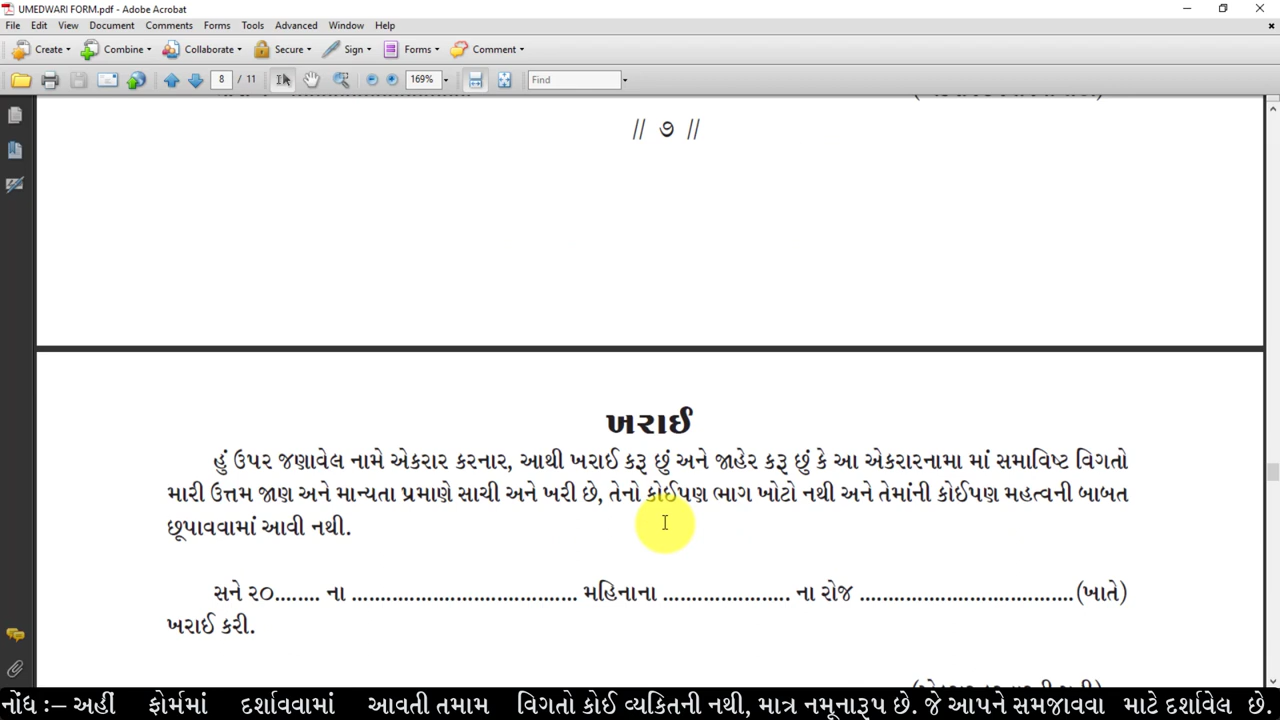 UMEDWARI FORM.pdf - Adobe Acrobat
File Edit View Document Comments Forms Tools Advanced Window Help
Create Combine Collaborate Secure Sign Forms Comment
8 / 11 169% Find
// ૭ //
ખરાઈ
હું ઉપર જણાવેલ નામે એકરાર કરનાર, આથી ખરાઈ કરૂ છું અને જાહેર કરૂ છું કે આ એકરારનામા માં સમાવિષ્ટ વિગતો
મારી ઉત્તમ જાણ અને માન્યતા પ્રમાણે સાચી અને ખરી છે, તેનો કોઈપણ ભાગ ખોટો નથી અને તેમાંની કોઈપણ મહત્વની બાબત
છૂપાવવામાં આવી નથી.
સને ૨૦........ ના ....................................... મહિનાના ...................... ના રોજ .....................................(ખાતે)
ખરાઈ કરી.
નોંધ :– અહીં ફોર્મમાં દર્શાવવામાં આવતી તમામ વિગતો કોઈ વ્યકિતની નથી, માત્ર નમૂનારૂપ છે. જે આપને સમજાવવા માટે દર્શાવેલ છે.